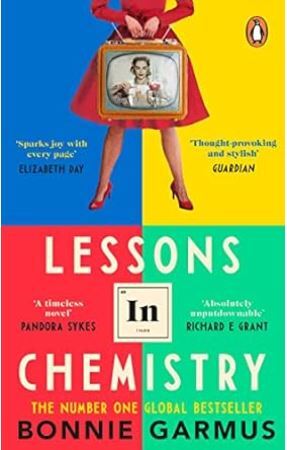 'Sparks joy with
every page'
ELIZABETH DAY
'Thought-provoking
and stylish'
GUARDIAN
LESSONS
In
CHEMISTRY
'A timeless
novel'
PANDORA SYKES
'Absolutely
unputdownable'
RICHARD E GRANT
THE NUMBER ONE GLOBAL BESTSELLER
BONNIE GARMUS